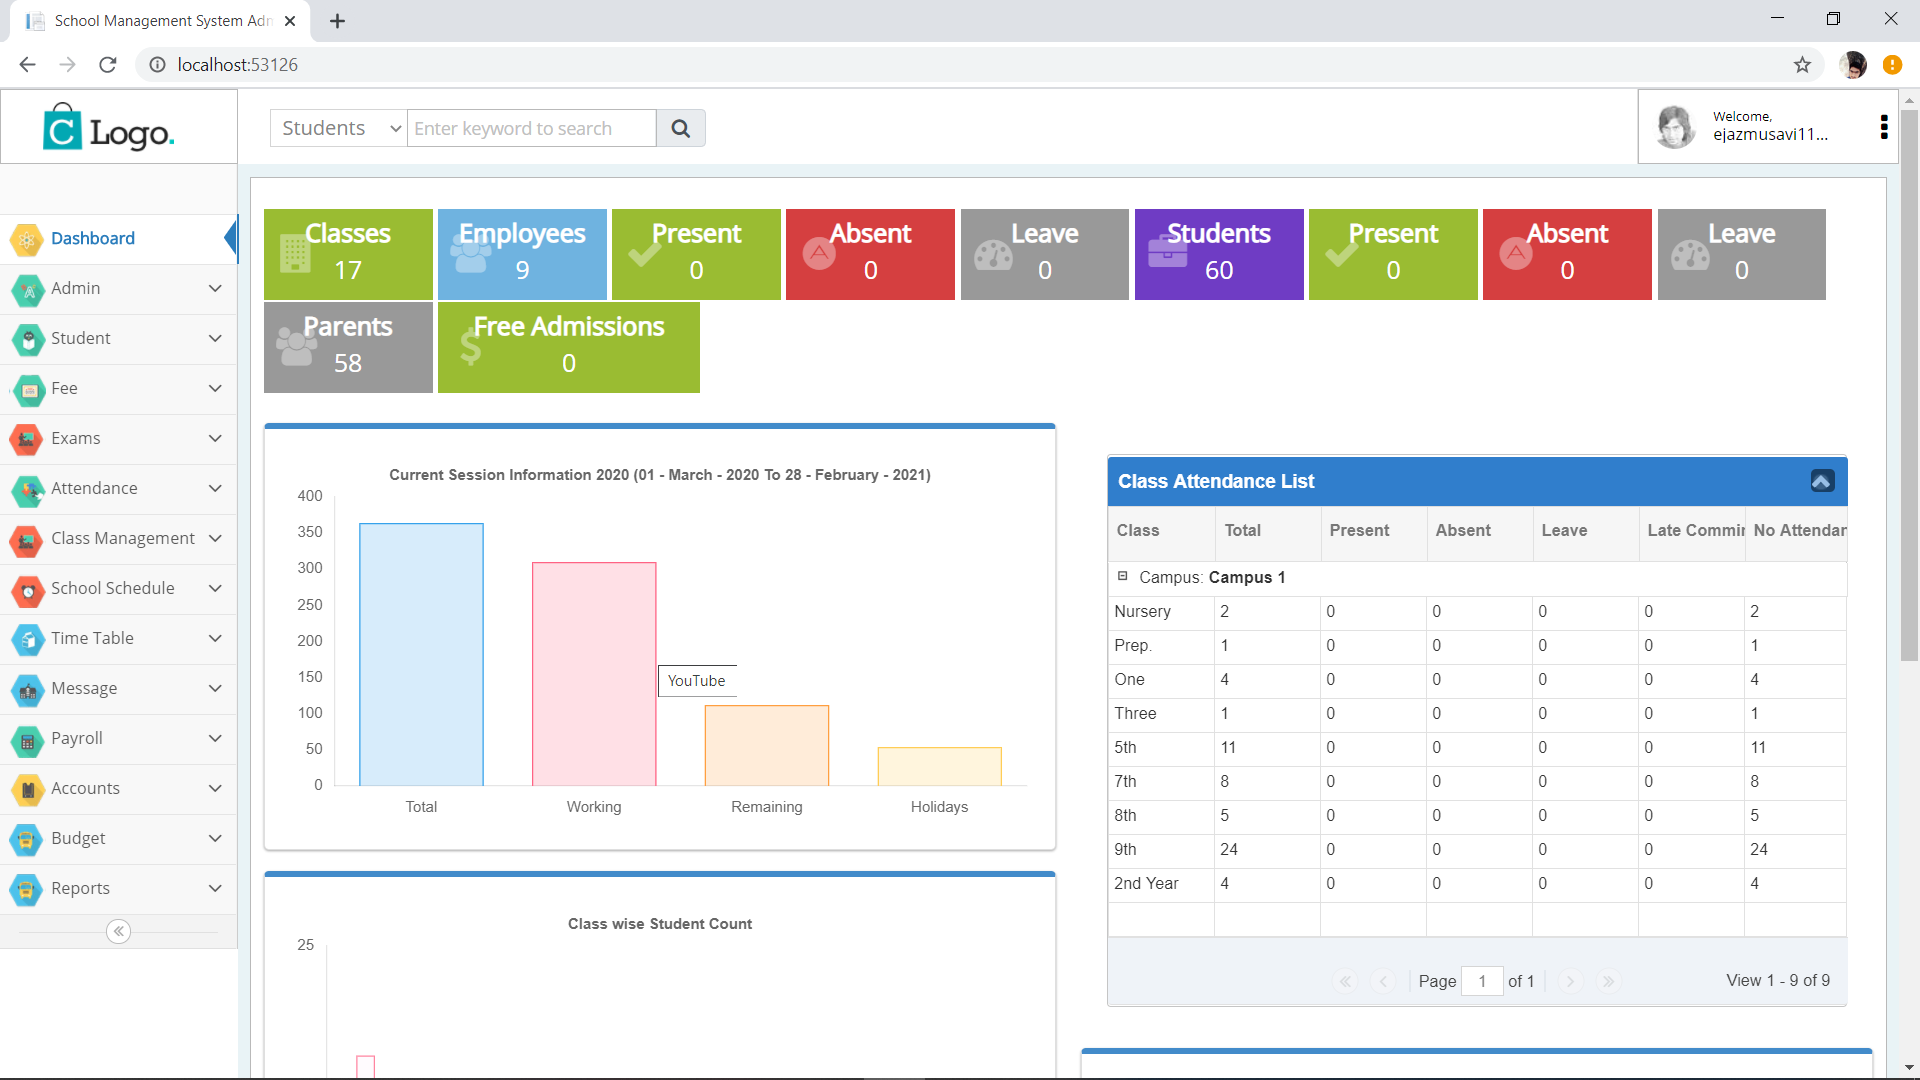 School Management System Adm
localhost:53126
C Logo.
Students
Enter keyword to search
Welcome,
ejazmusavi11...
Dashboard
Admin
Student
Fee
Exams
Attendance
Class Management
School Schedule
Time Table
Message
Payroll
Accounts
Budget
Reports
Classes
17
Employees
9
Present
0
Absent
0
Leave
0
Students
60
Present
0
Absent
0
Leave
0
Parents
58
Free Admissions
0
Current Session Information 2020 (01 - March - 2020 To 28 - February - 2021)
400
350
300
250
200
150
100
50
0
YouTube
Total Working Remaining Holidays
Class wise Student Count
25
Class Attendance List
Class Total Present Absent Leave Late Commin No Attendan
Campus: Campus 1
Nursery 2 0 0 0 0 2
Prep. 1 0 0 0 0 1
One 4 0 0 0 0 4
Three 1 0 0 0 0 1
5th 11 0 0 0 0 11
7th 8 0 0 0 0 8
8th 5 0 0 0 0 5
9th 24 0 0 0 0 24
2nd Year 4 0 0 0 0 4
Page 1 of 1
View 1 - 9 of 9